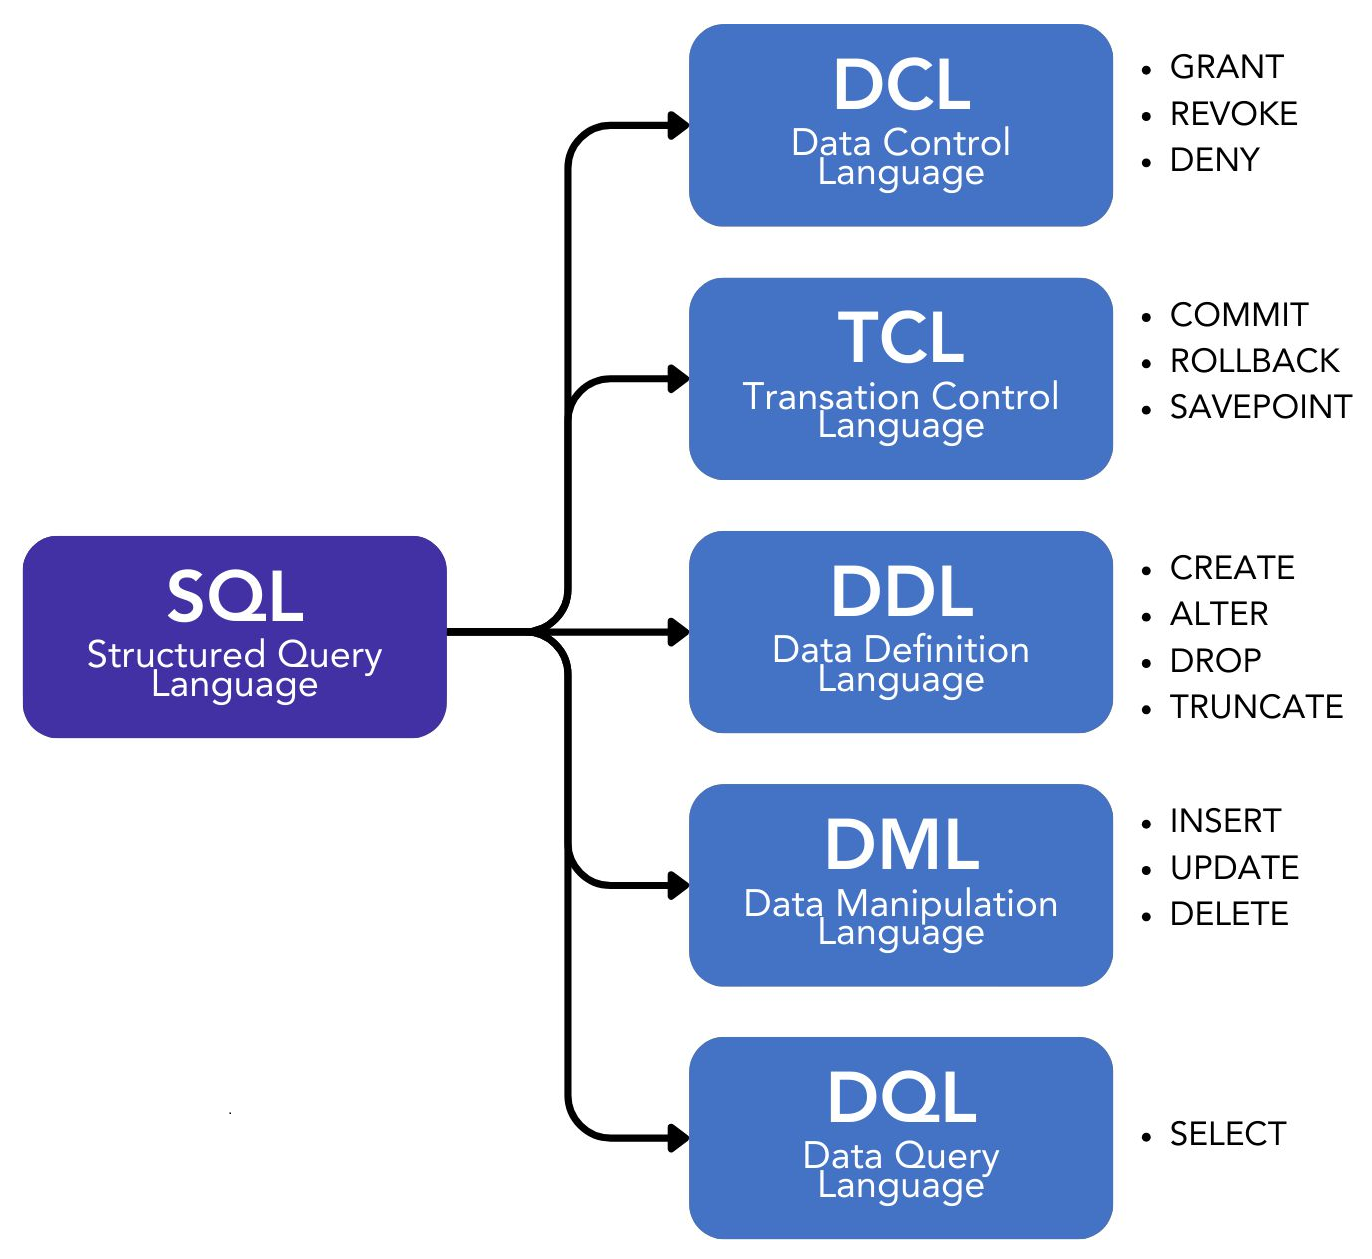 DCL
Data Control
Language
• GRANT
• REVOKE
• DENY
TCL
Transation Control
Language
• COMMIT
• ROLLBACK
• SAVEPOINT
SQL
Structured Query
Language
DDL
Data Definition
Language
• CREATE
• ALTER
• DROP
• TRUNCATE
DML
Data Manipulation
Language
• INSERT
• UPDATE
• DELETE
DQL
Data Query
Language
• SELECT